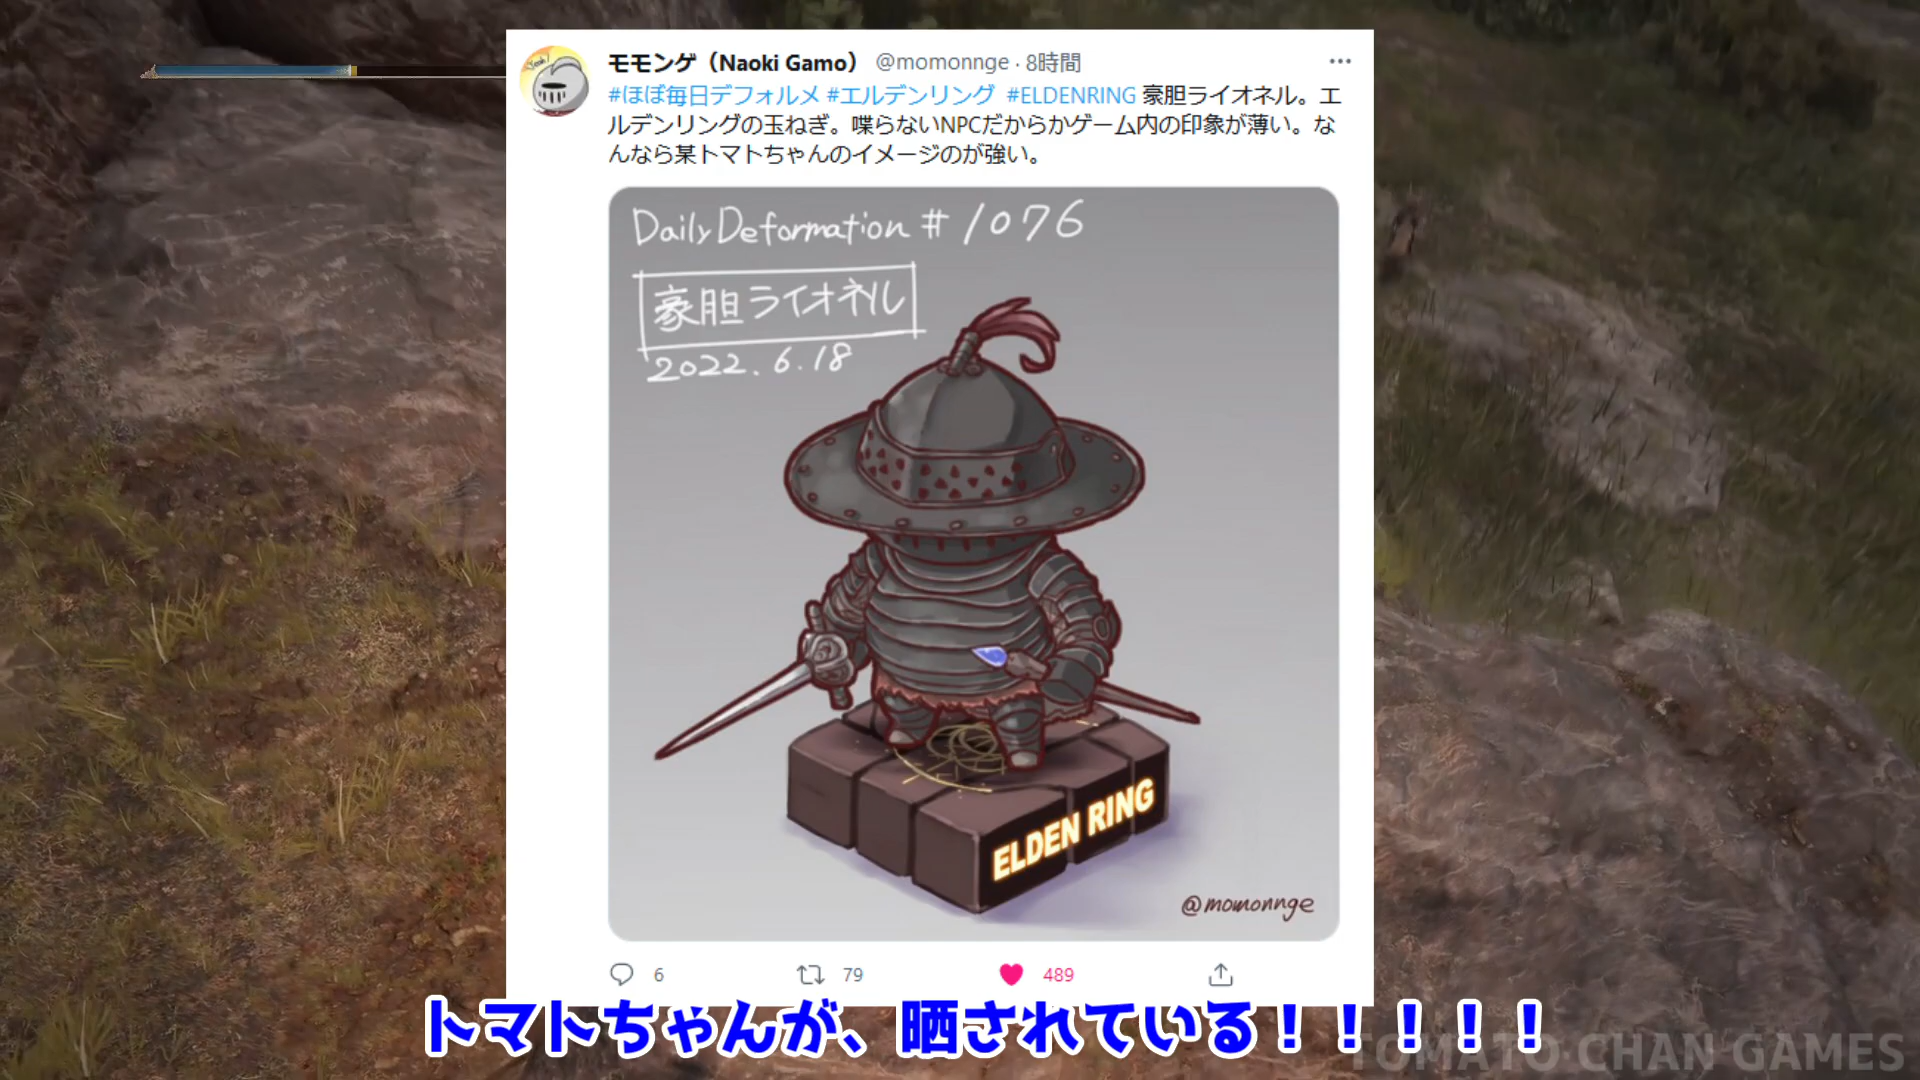 モモンゲ（Naoki Gamo） @momonnge · 8時間
#ほぼ毎日デフォルメ #エルデンリング #ELDENRING 豪胆ライオネル。エ
ルデンリングの玉ねぎ。喋らないNPCだからかゲーム内の印象が薄い。な
んなら某トマトちゃんのイメージのが強い。
Daily Deformation #1076
豪胆ライオネル
2022.6.18
ELDEN RING
@momonnge
6 79 489
トマトちゃんが、晒されている！！！！！
TOMATO CHAN GAMES